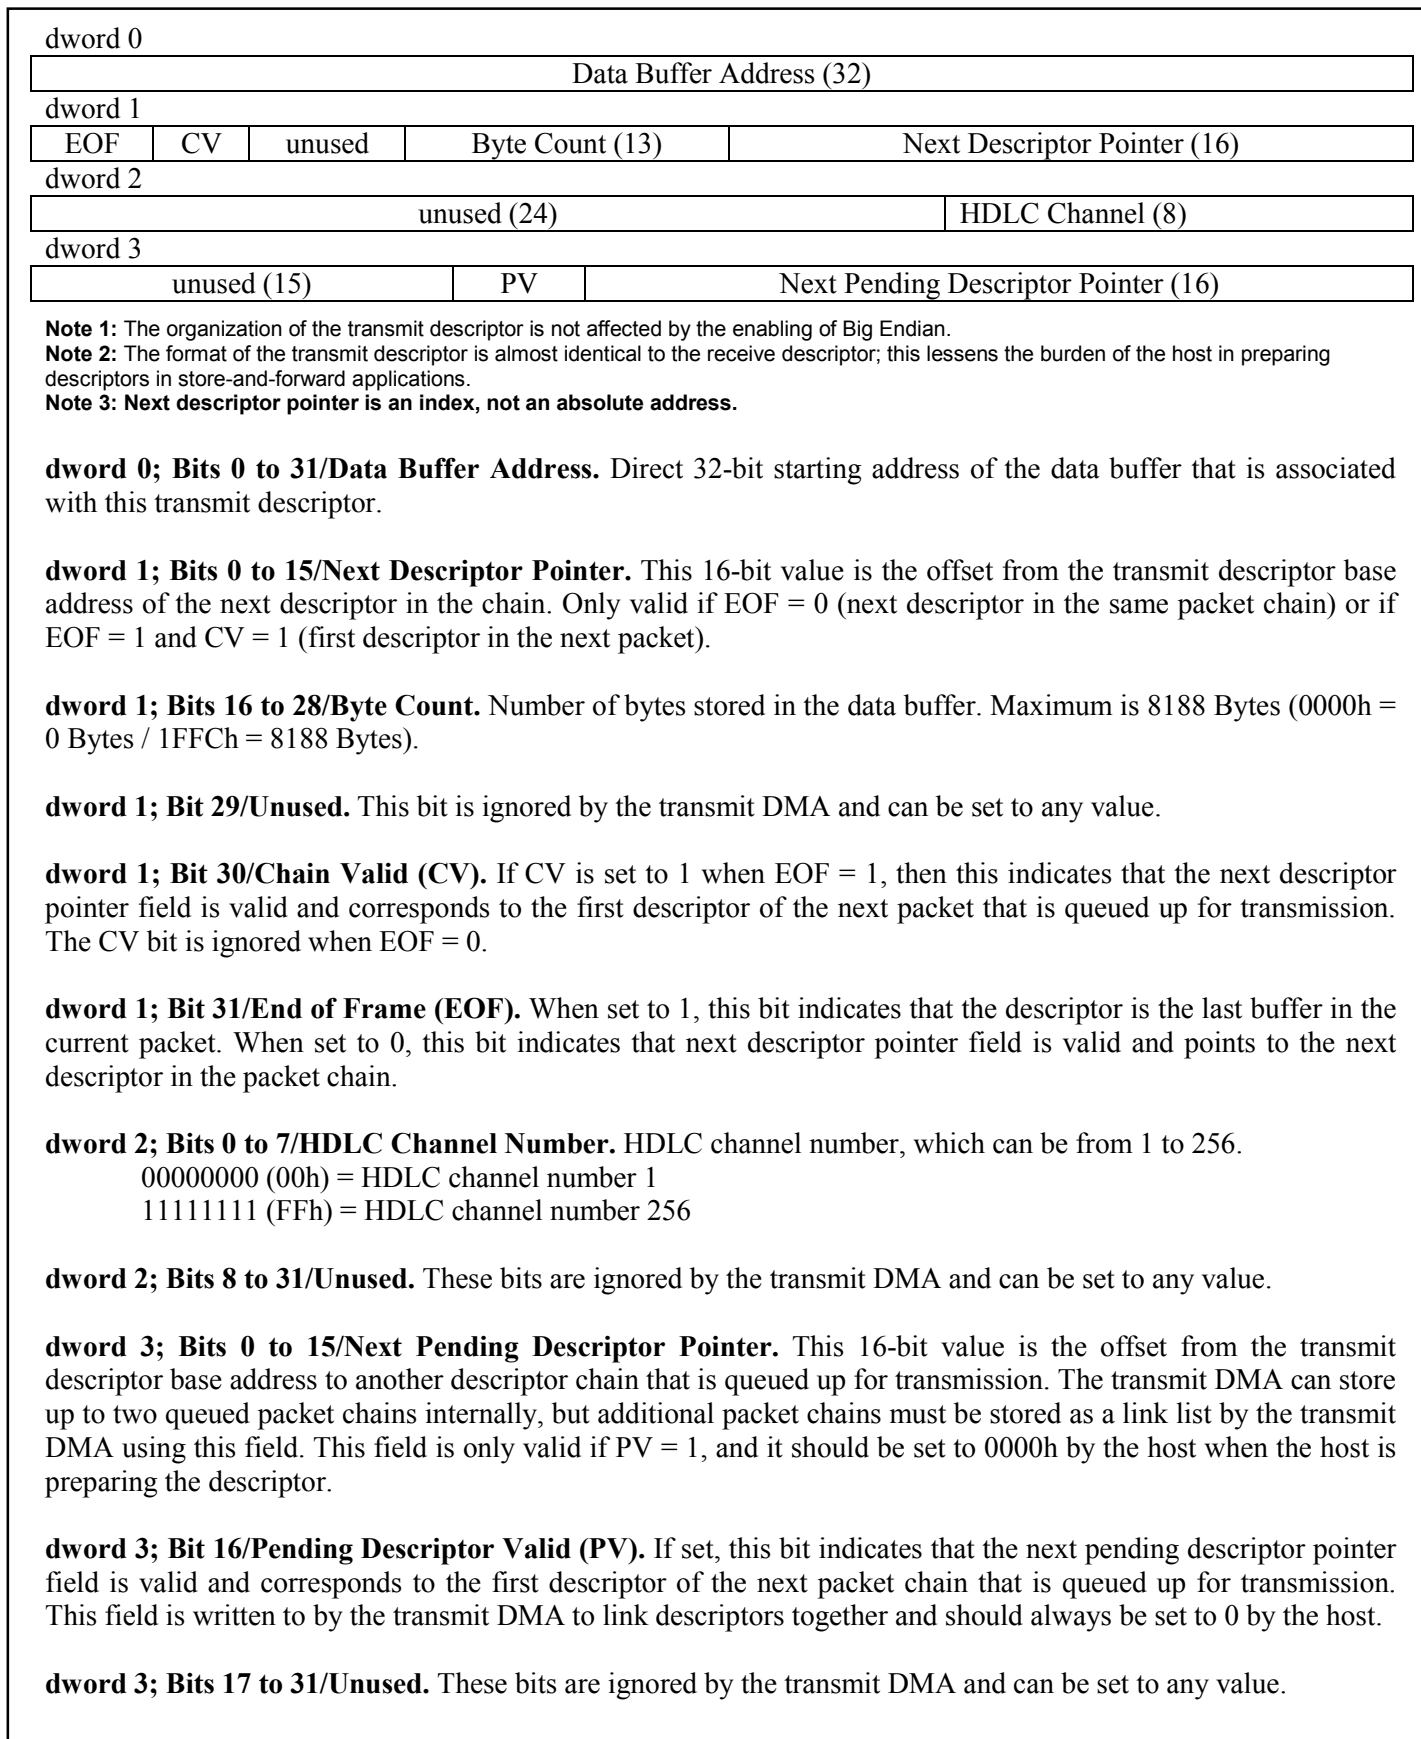 dword 0
Data Buffer Address (32)
dword 1
EOF CV unused Byte Count (13) Next Descriptor Pointer (16)
dword 2
unused (24) HDLC Channel (8)
dword 3
unused (15) PV Next Pending Descriptor Pointer (16)
Note 1: The organization of the transmit descriptor is not affected by the enabling of Big Endian.
Note 2: The format of the transmit descriptor is almost identical to the receive descriptor; this lessens the burden of the host in preparing
descriptors in store-and-forward applications.
Note 3: Next descriptor pointer is an index, not an absolute address.
dword 0; Bits 0 to 31/Data Buffer Address. Direct 32-bit starting address of the data buffer that is associated
with this transmit descriptor.
dword 1; Bits 0 to 15/Next Descriptor Pointer. This 16-bit value is the offset from the transmit descriptor base
address of the next descriptor in the chain. Only valid if EOF = 0 (next descriptor in the same packet chain) or if
EOF = 1 and CV = 1 (first descriptor in the next packet).
dword 1; Bits 16 to 28/Byte Count. Number of bytes stored in the data buffer. Maximum is 8188 Bytes (0000h =
0 Bytes / 1FFCh = 8188 Bytes).
dword 1; Bit 29/Unused. This bit is ignored by the transmit DMA and can be set to any value.
dword 1; Bit 30/Chain Valid (CV). If CV is set to 1 when EOF = 1, then this indicates that the next descriptor
pointer field is valid and corresponds to the first descriptor of the next packet that is queued up for transmission.
The CV bit is ignored when EOF = 0.
dword 1; Bit 31/End of Frame (EOF). When set to 1, this bit indicates that the descriptor is the last buffer in the
current packet. When set to 0, this bit indicates that next descriptor pointer field is valid and points to the next
descriptor in the packet chain.
dword 2; Bits 0 to 7/HDLC Channel Number. HDLC channel number, which can be from 1 to 256.
00000000 (00h) = HDLC channel number 1
11111111 (FFh) = HDLC channel number 256
dword 2; Bits 8 to 31/Unused. These bits are ignored by the transmit DMA and can be set to any value.
dword 3; Bits 0 to 15/Next Pending Descriptor Pointer. This 16-bit value is the offset from the transmit
descriptor base address to another descriptor chain that is queued up for transmission. The transmit DMA can store
up to two queued packet chains internally, but additional packet chains must be stored as a link list by the transmit
DMA using this field. This field is only valid if PV = 1, and it should be set to 0000h by the host when the host is
preparing the descriptor.
dword 3; Bit 16/Pending Descriptor Valid (PV). If set, this bit indicates that the next pending descriptor pointer
field is valid and corresponds to the first descriptor of the next packet chain that is queued up for transmission.
This field is written to by the transmit DMA to link descriptors together and should always be set to 0 by the host.
dword 3; Bits 17 to 31/Unused. These bits are ignored by the transmit DMA and can be set to any value.